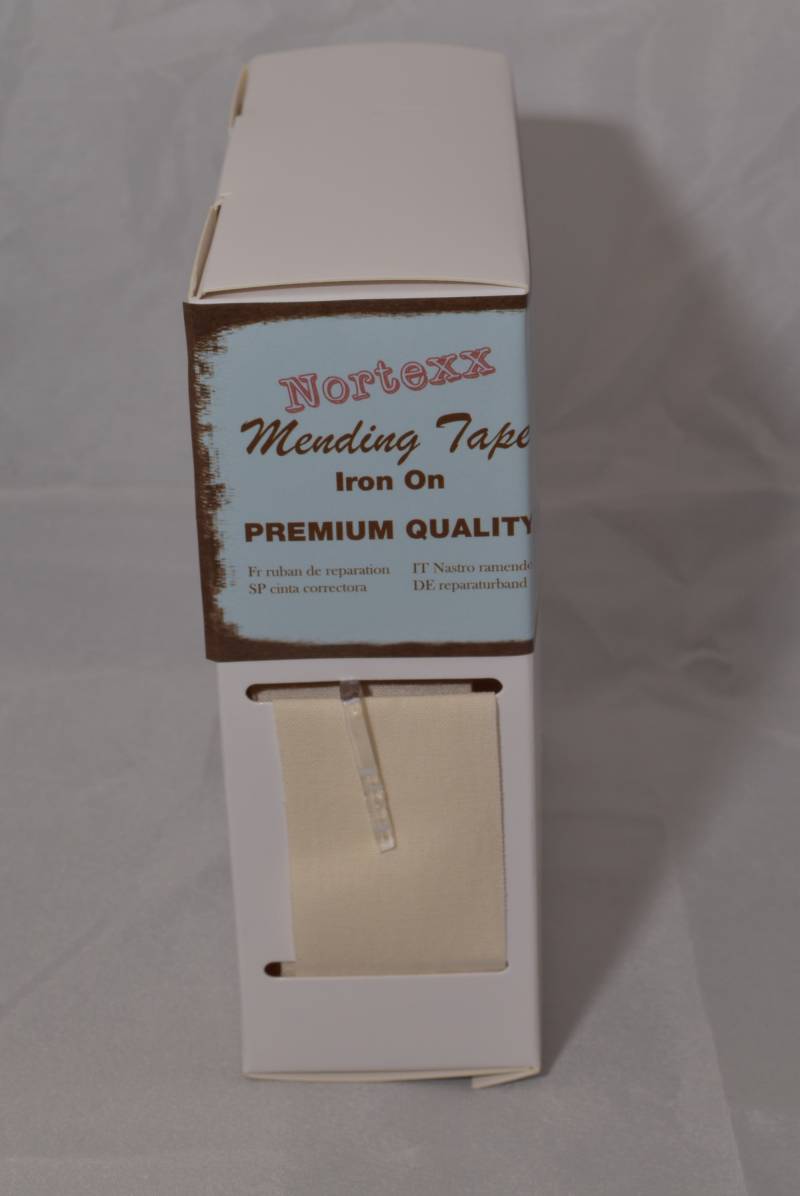 Nortexx
Mending Tape
Iron On
PREMIUM QUALITY
Fr ruban de reparation IT Nastro ramendo
SP cinta correctora DE reparaturband